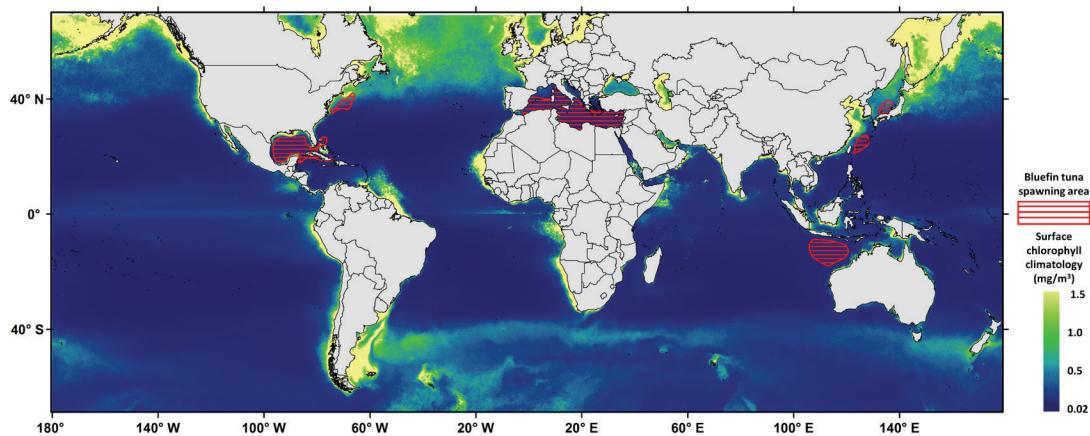 40° N
0°
40° S
180°
140° W
100° W
60° W
20° W
20° E
60° E
100° E
140° E
Bluefin tuna
spawning area
Surface
chlorophyll
climatology
(mg/m³)
1.5
1.0
0.5
0.02